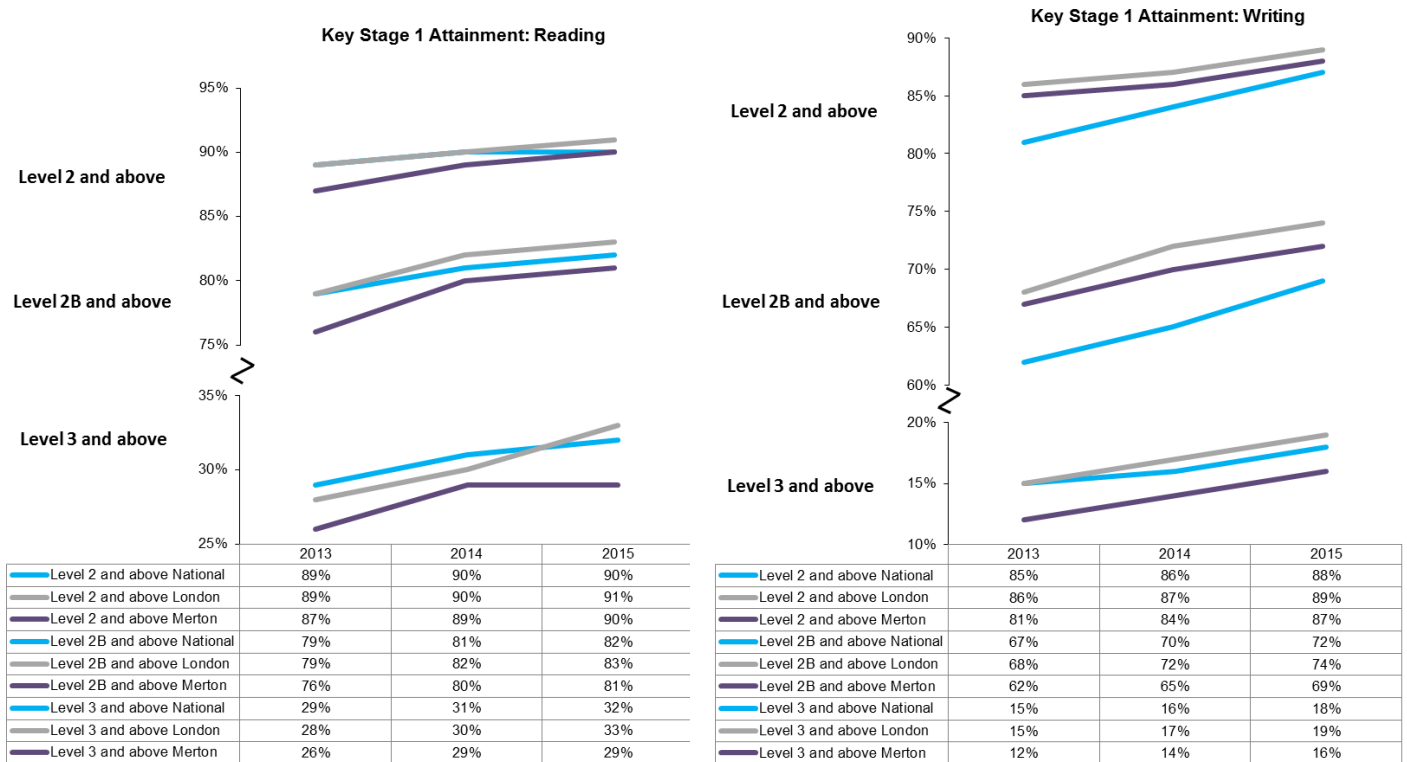 Key Stage 1 Attainment: Reading
95%
90%
Level 2 and above
85%
80%
Level 2B and above
75%
35%
Level 3 and above
30%
25%
2013 2014 2015
Level 2 and above National 89% 90% 90%
Level 2 and above London 89% 90% 91%
Level 2 and above Merton 87% 89% 90%
Level 2B and above National 79% 81% 82%
Level 2B and above London 79% 82% 83%
Level 2B and above Merton 76% 80% 81%
Level 3 and above National 29% 31% 32%
Level 3 and above London 28% 30% 33%
Level 3 and above Merton 26% 29% 29%
Key Stage 1 Attainment: Writing
90%
Level 2 and above
85%
80%
75%
70%
Level 2B and above
65%
60%
20%
Level 3 and above
15%
10%
2013 2014 2015
Level 2 and above National 85% 86% 88%
Level 2 and above London 86% 87% 89%
Level 2 and above Merton 81% 84% 87%
Level 2B and above National 67% 70% 72%
Level 2B and above London 68% 72% 74%
Level 2B and above Merton 62% 65% 69%
Level 3 and above National 15% 16% 18%
Level 3 and above London 15% 17% 19%
Level 3 and above Merton 12% 14% 16%